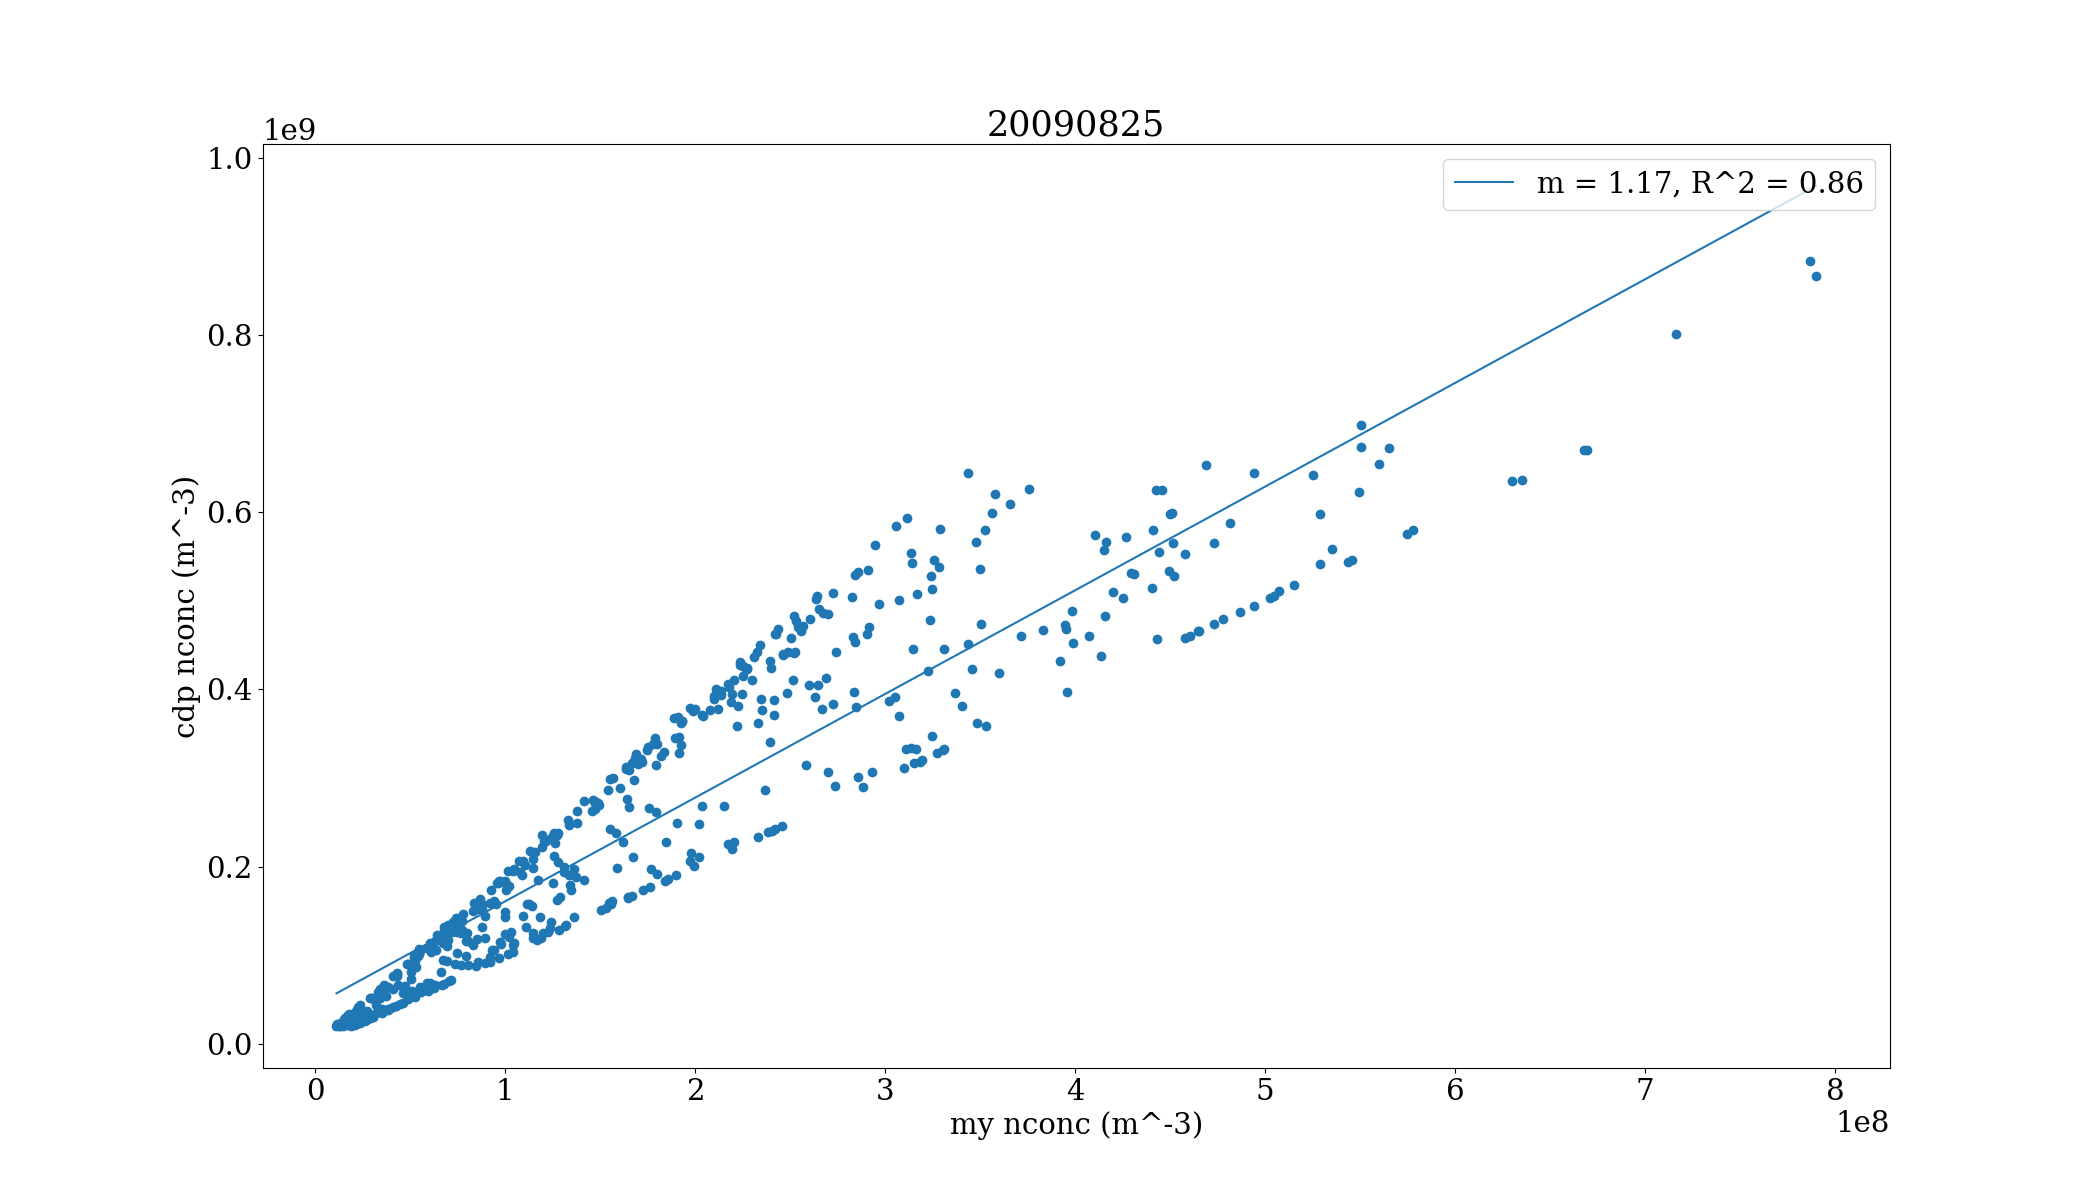 20090825
1e9
1.0
0.8
0.6
0.4
0.2
0.0
cdp nconc (m^-3)
m = 1.17, R^2 = 0.86
0 1 2 3 4 5 6 7 8
1e8
my nconc (m^-3)